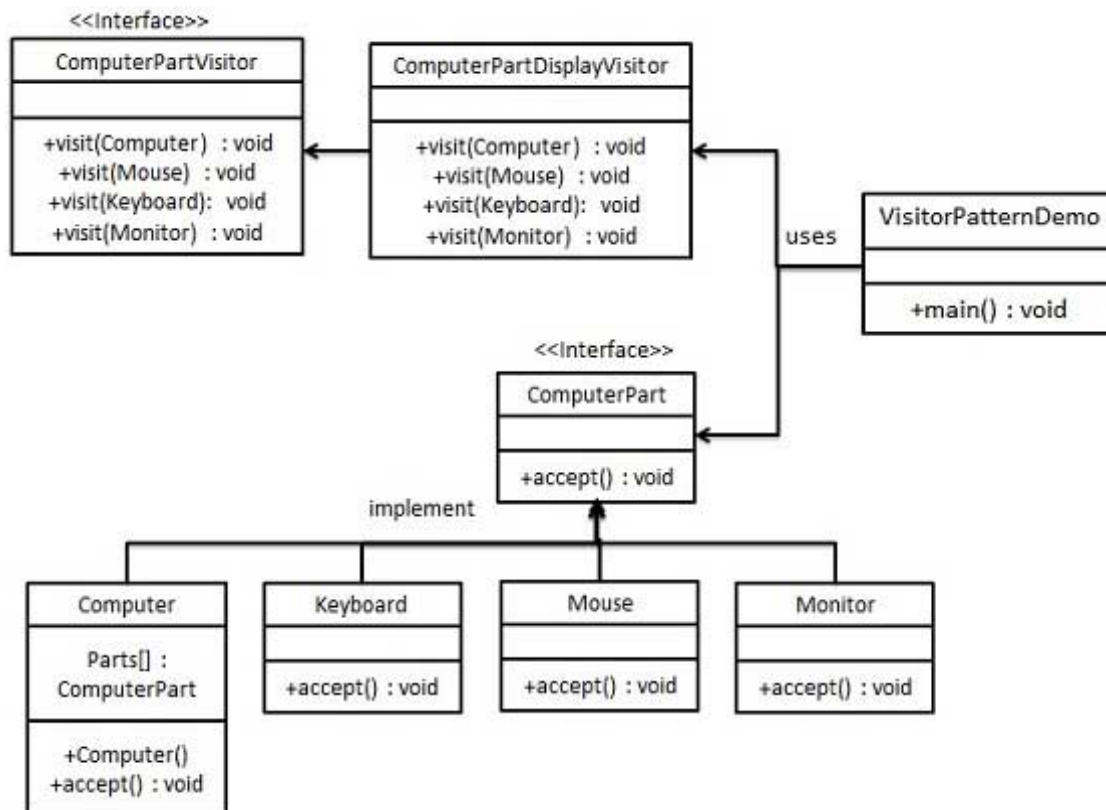 <<Interface>>
ComputerPartVisitor
+visit(Computer) : void
+visit(Mouse) : void
+visit(Keyboard): void
+visit(Monitor) : void
ComputerPartDisplayVisitor
+visit(Computer) : void
+visit(Mouse) : void
+visit(Keyboard): void
+visit(Monitor) : void
uses
VisitorPatternDemo
+main() : void
<<Interface>>
ComputerPart
+accept() : void
implement
Computer
Parts[] :
ComputerPart
+Computer()
+accept() : void
Keyboard
+accept() : void
Mouse
+accept() : void
Monitor
+accept() : void